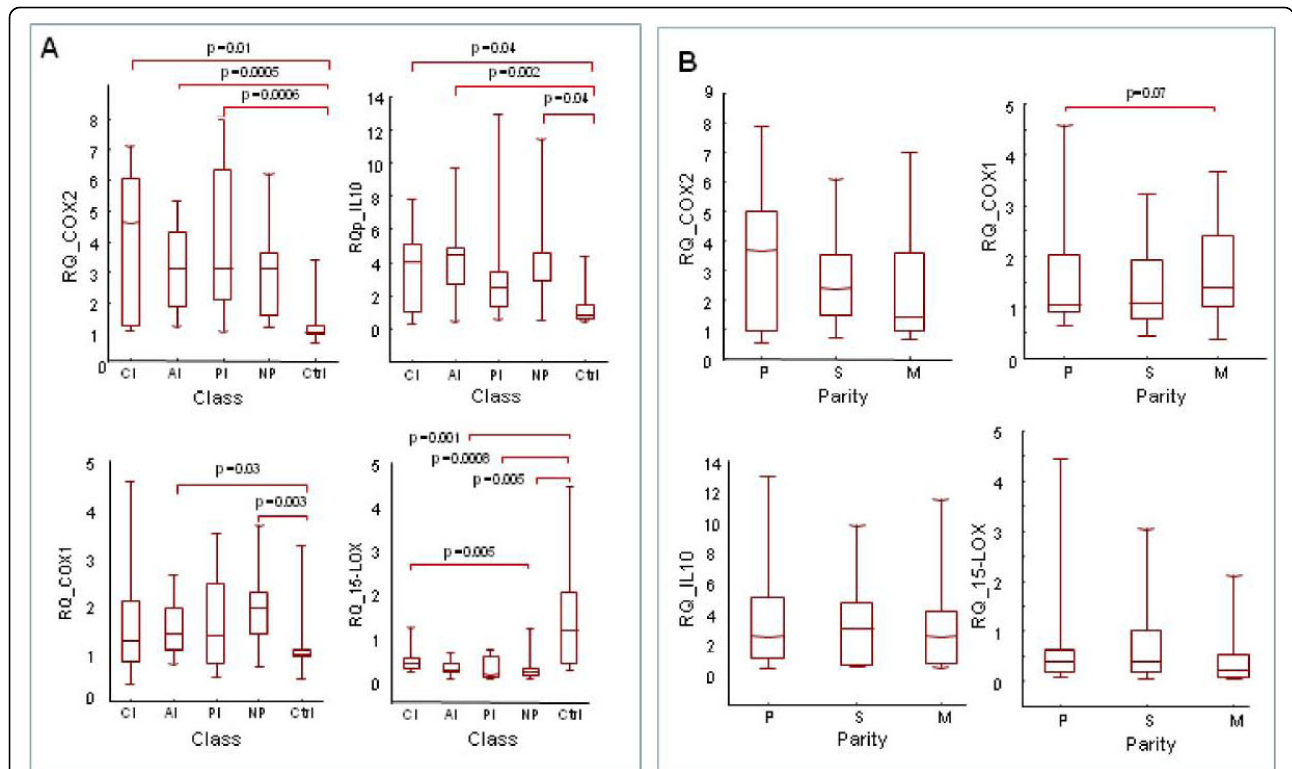 A
p=0.01
p=0.0005
p=0.0006
8
7
6
5
4
3
2
1
0
RQ_COX2
CI AI PI NP Ctrl
Class
p=0.04
p=0.002
p=0.04
14
12
10
8
6
4
2
0
RQp_IL10
CI AI PI NP Ctrl
Class
5
4
3
2
1
0
RQ_COX1
p=0.03
p=0.003
CI AI PI NP Ctrl
Class
p=0.001
p=0.0008
p=0.005
p=0.005
5
4
3
2
1
0
RQ_15-LOX
CI AI PI NP Ctrl
Class
B
9
8
7
6
5
4
3
2
1
0
RQ_COX2
P S M
Parity
5
4
3
2
1
0
RQ_COX1
p=0.07
P S M
Parity
14
12
10
8
6
4
2
0
RQ_IL10
P S M
Parity
5
4
3
2
1
0
RQ_15-LOX
P S M
Parity